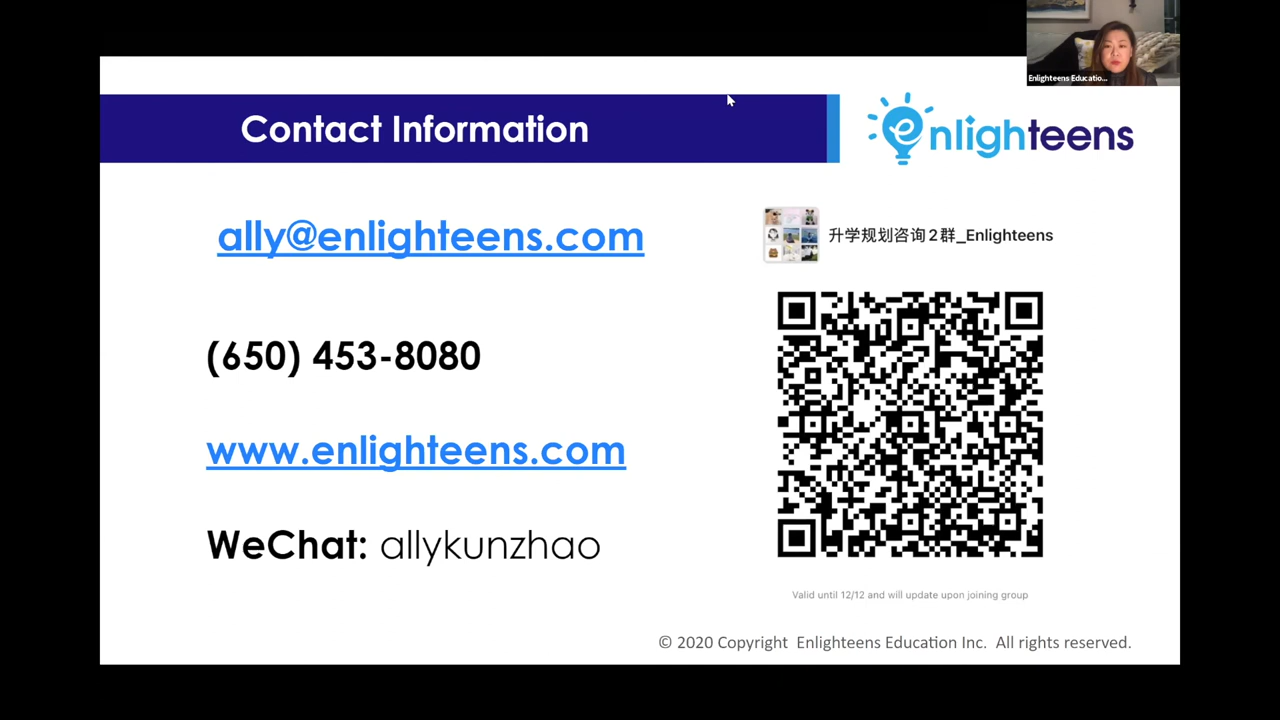 Enlighteens Educatio...
Contact Information
enlighteens
ally@enlighteens.com
升学规划咨询2群_Enlighteens
(650) 453-8080
www.enlighteens.com
WeChat: allykunzhao
Valid until 12/12 and will update upon joining group
© 2020 Copyright Enlighteens Education Inc. All rights reserved.